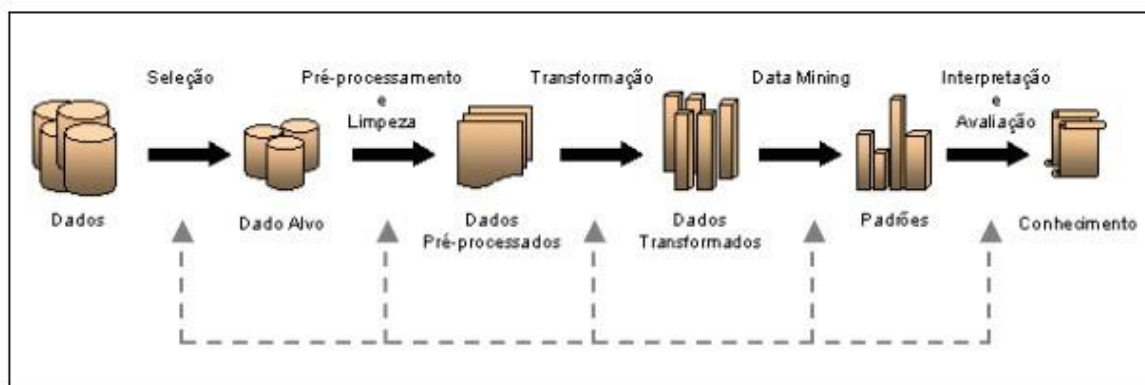 Seleção
Pré-processamento
e
Limpeza
Transformação
Data Mining
Interpretação
e
Avaliação
Dados
Dado Alvo
Dados
Pré-processados
Dados
Transformados
Padrões
Conhecimento